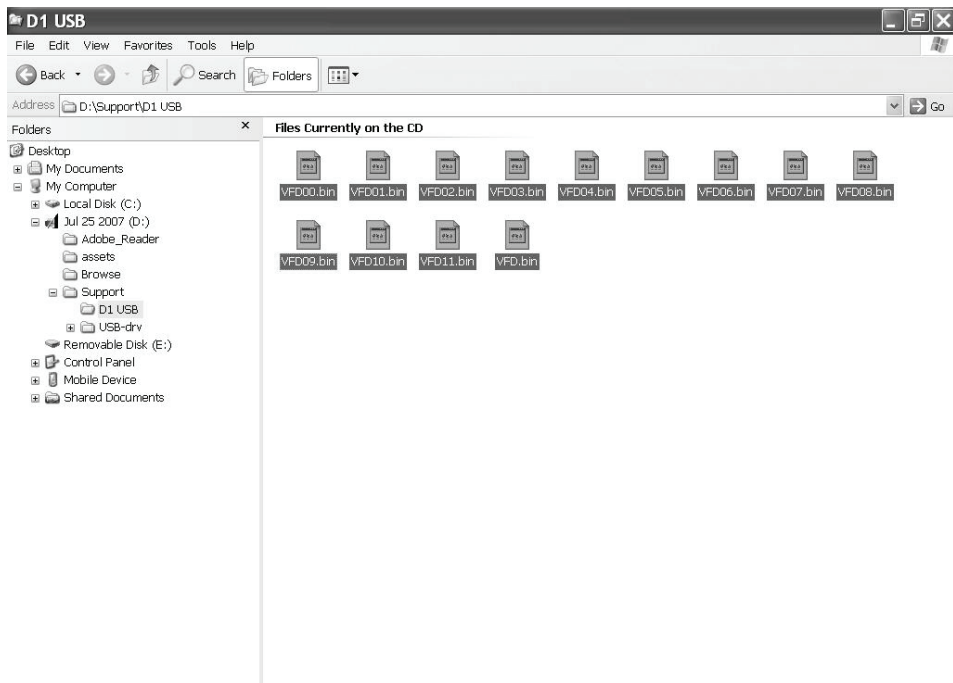 D1 USB
File Edit View Favorites Tools Help
Back Search Folders
Address D:\Support\D1 USB Go
Folders x
Files Currently on the CD
Desktop
My Documents
My Computer
Local Disk (C:)
Jul 25 2007 (D:)
Adobe_Reader
assets
Browse
Support
D1 USB
USB-drv
Removable Disk (E:)
Control Panel
Mobile Device
Shared Documents
VFD00.bin VFD01.bin VFD02.bin VFD03.bin VFD04.bin VFD05.bin VFD06.bin VFD07.bin VFD08.bin
VFD09.bin VFD10.bin VFD11.bin VFD.bin